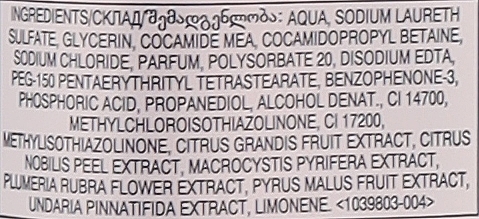 INGREDIENTS/СКЛАД/შემადგენლობა: AQUA, SODIUM LAURETH
SULFATE, GLYCERIN, COCAMIDE MEA, COCAMIDOPROPYL BETAINE,
SODIUM CHLORIDE, PARFUM, POLYSORBATE 20, DISODIUM EDTA,
PEG-150 PENTAERYTHRITYL TETRASTEARATE, BENZOPHENONE-3,
PHOSPHORIC ACID, PROPANEDIOL, ALCOHOL DENAT., CI 14700,
METHYLCHLOROISOTHIAZOLINONE, CI 17200,
METHYLISOTHIAZOLINONE, CITRUS GRANDIS FRUIT EXTRACT, CITRUS
NOBILIS PEEL EXTRACT, MACROCYSTIS PYRIFERA EXTRACT,
PLUMERIA RUBRA FLOWER EXTRACT, PYRUS MALUS FRUIT EXTRACT,
UNDARIA PINNATIFIDA EXTRACT, LIMONENE. <1039803-004>